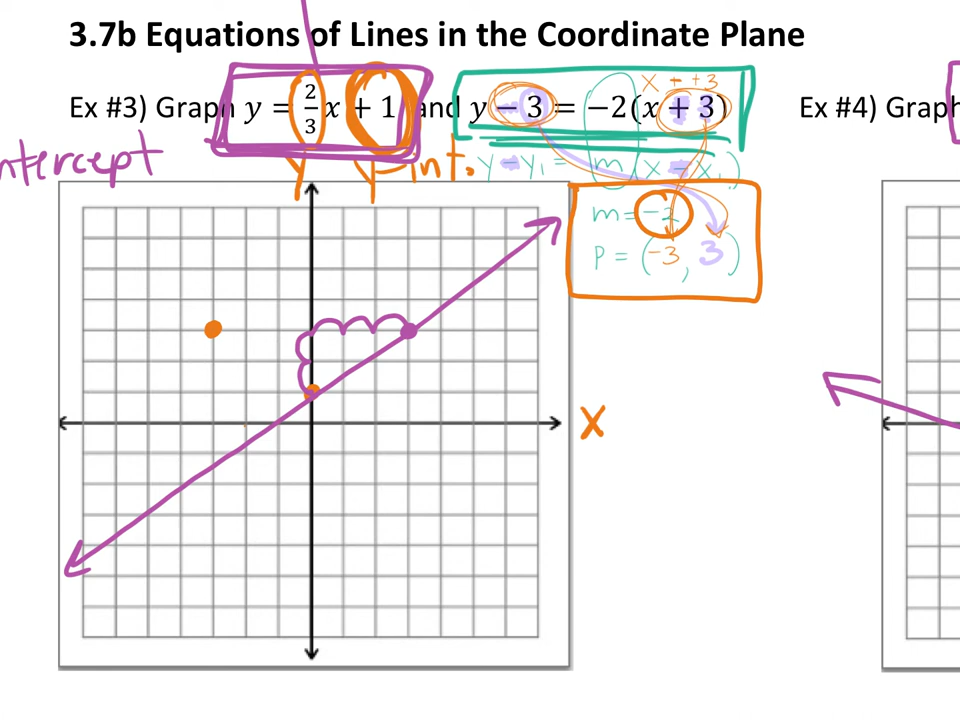 3.7b Equations of Lines in the Coordinate Plane
x - +3
Ex #3) Graph y = 2/3 x + 1 and y − 3 = −2(x + 3)
Ex #4) Graph
ntercept
y int.
y - y₁ = m(x - x₁)
m = -2
P = (-3, 3)
X